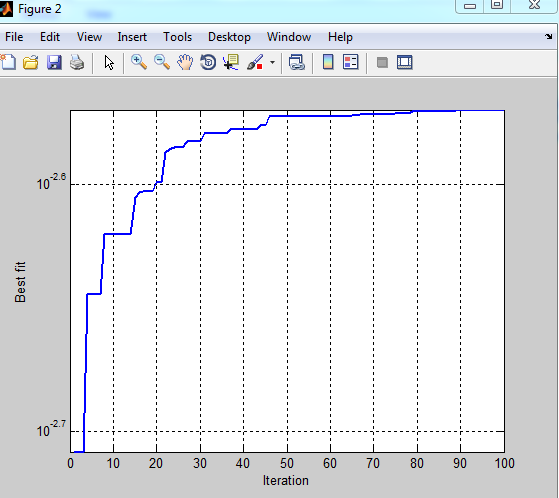 Figure 2
File Edit View Insert Tools Desktop Window Help
10^-2.6
Best fit
10^-2.7
0 10 20 30 40 50 60 70 80 90 100
Iteration